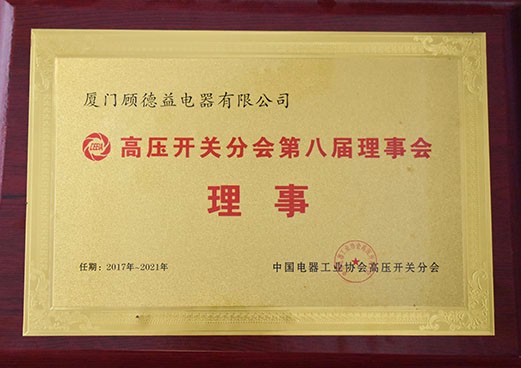 厦门顾德益电器有限公司
高压开关分会第八届理事会
理事
任期：2017年~2021年
中国电器工业协会高压开关分会